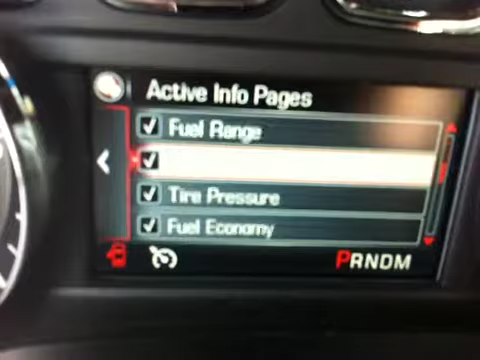 Active Info Pages
Fuel Range
Tire Pressure
Fuel Economy
PRNDM